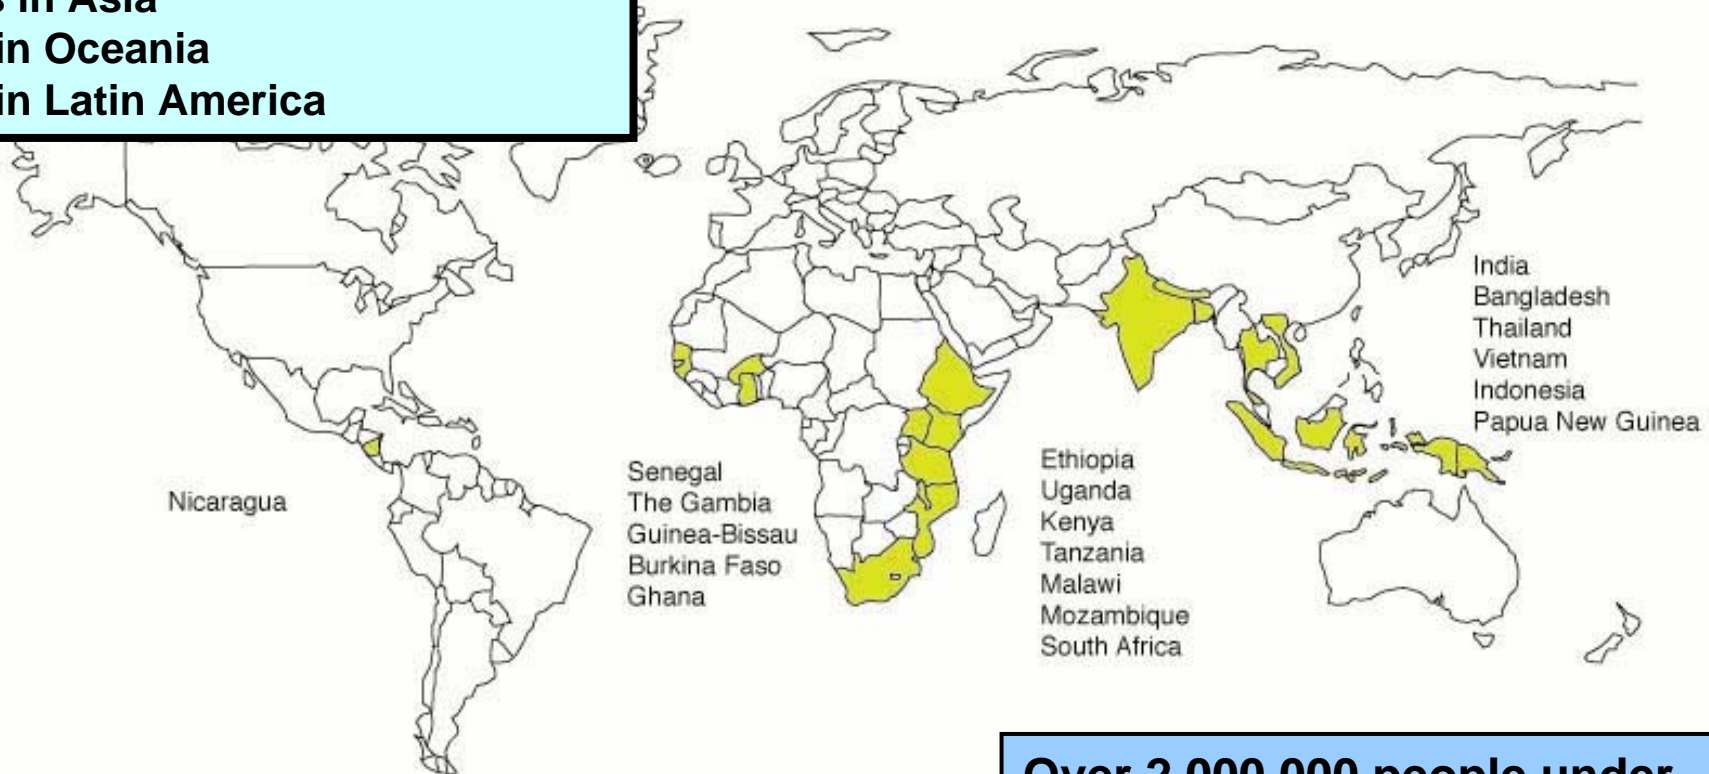 in Asia
in Oceania
in Latin America
India
Bangladesh
Thailand
Vietnam
Indonesia
Papua New Guinea
Nicaragua
Senegal
The Gambia
Guinea-Bissau
Burkina Faso
Ghana
Ethiopia
Uganda
Kenya
Tanzania
Malawi
Mozambique
South Africa
Over 2,000,000 people under